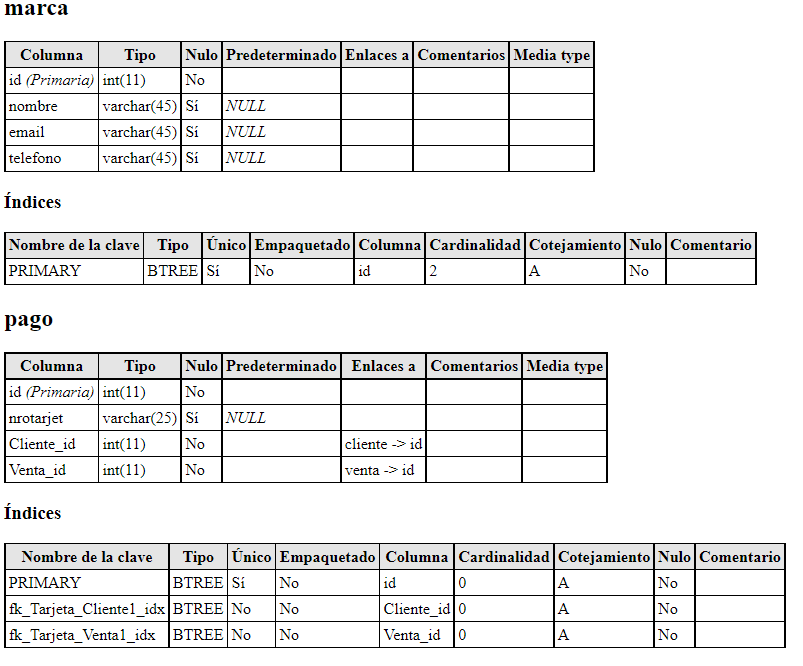 marca
Columna Tipo Nulo Predeterminado Enlaces a Comentarios Media type
id (Primaria) int(11) No
nombre varchar(45) Sí NULL
email varchar(45) Sí NULL
telefono varchar(45) Sí NULL
Índices
Nombre de la clave Tipo Único Empaquetado Columna Cardinalidad Cotejamiento Nulo Comentario
PRIMARY BTREE Sí No id 2 A No
pago
Columna Tipo Nulo Predeterminado Enlaces a Comentarios Media type
id (Primaria) int(11) No
nrotarjet varchar(25) Sí NULL
Cliente_id int(11) No cliente -> id
Venta_id int(11) No venta -> id
Índices
Nombre de la clave Tipo Único Empaquetado Columna Cardinalidad Cotejamiento Nulo Comentario
PRIMARY BTREE Sí No id 0 A No
fk_Tarjeta_Cliente1_idx BTREE No No Cliente_id 0 A No
fk_Tarjeta_Venta1_idx BTREE No No Venta_id 0 A No